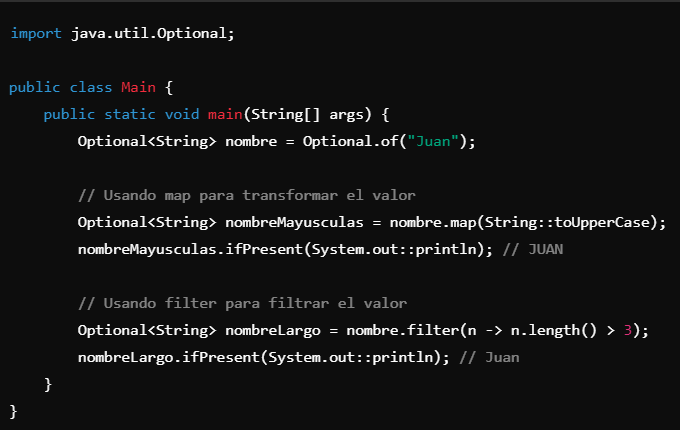 import java.util.Optional;
public class Main {
public static void main(String[] args) {
Optional<String> nombre = Optional.of("Juan");
// Usando map para transformar el valor
Optional<String> nombreMayusculas = nombre.map(String::toUpperCase);
nombreMayusculas.ifPresent(System.out::println); // JUAN
// Usando filter para filtrar el valor
Optional<String> nombreLargo = nombre.filter(n -> n.length() > 3);
nombreLargo.ifPresent(System.out::println); // Juan
}
}